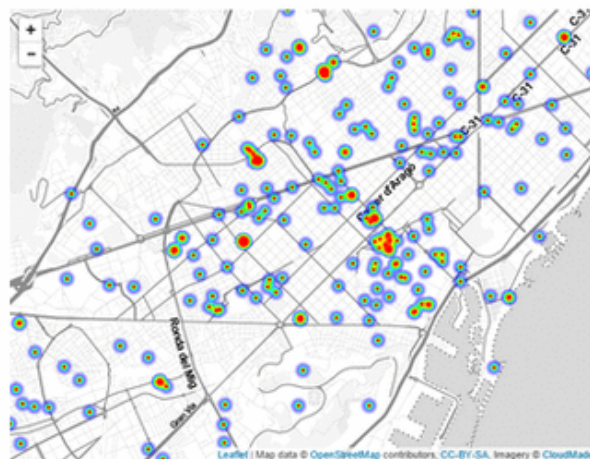 +
−
C-31
C-31
C-31
C-31
Carrer d'Aragó
Ronda del Mig
Gran Via
Leaflet | Map data © OpenStreetMap contributors, CC-BY-SA, Imagery © CloudMade